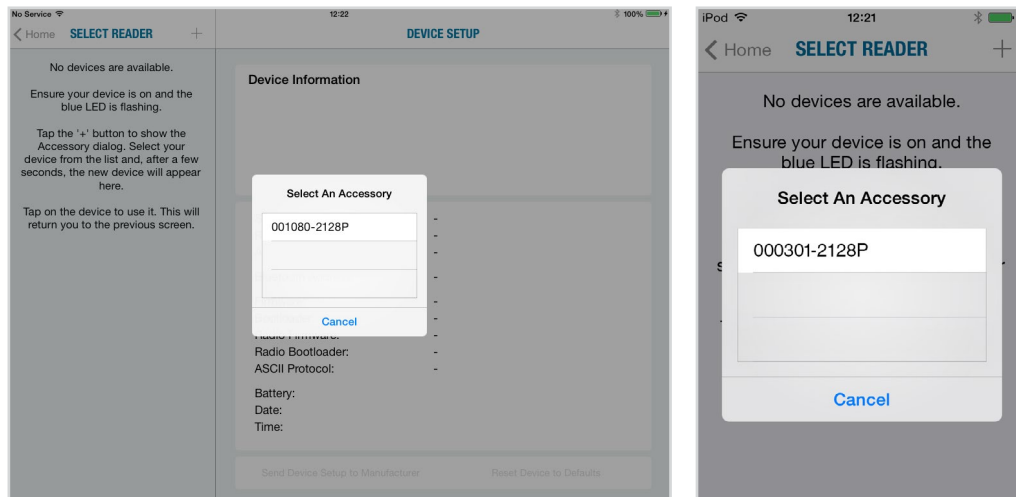 No Service
12:22
100%
Home
SELECT READER
+
DEVICE SETUP
No devices are available.
Ensure your device is on and the
blue LED is flashing.
Tap the '+' button to show the
Accessory dialog. Select your
device from the list and, after a few
seconds, the new device will appear
here.
Tap on the device to use it. This will
return you to the previous screen.
Device Information
Select An Accessory
001080-2128P
Cancel
-
-
-
-
-
-
Radio Firmware: -
Radio Bootloader: -
ASCII Protocol: -
Battery:
Date:
Time:
Send Device Setup to Manufacturer
Reset Device to Defaults
iPod
12:21
Home
SELECT READER
+
No devices are available.
Ensure your device is on and the
blue LED is flashing.
Select An Accessory
000301-2128P
Cancel